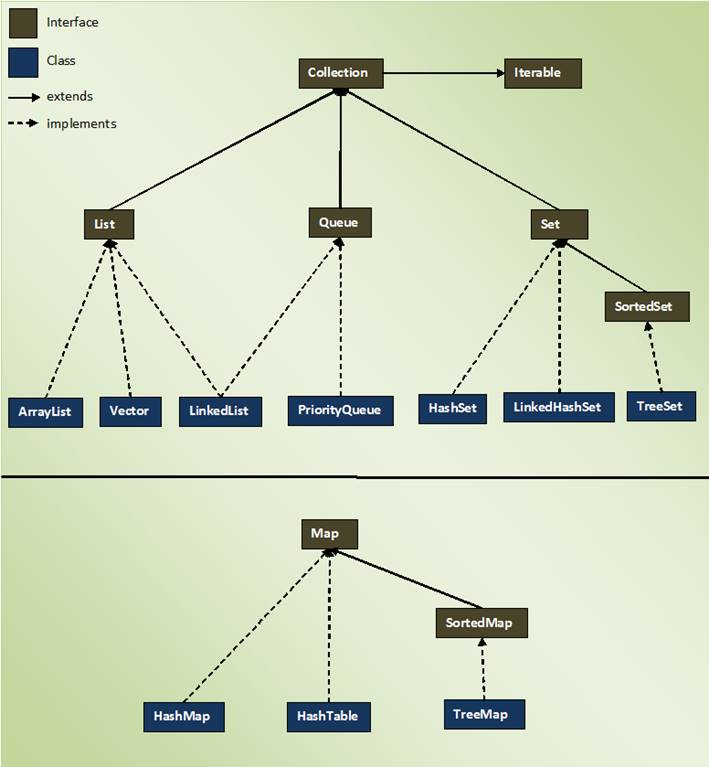 Interface
Class
extends
implements
Collection
Iterable
List
Queue
Set
SortedSet
ArrayList
Vector
LinkedList
PriorityQueue
HashSet
LinkedHashSet
TreeSet
Map
SortedMap
HashMap
HashTable
TreeMap